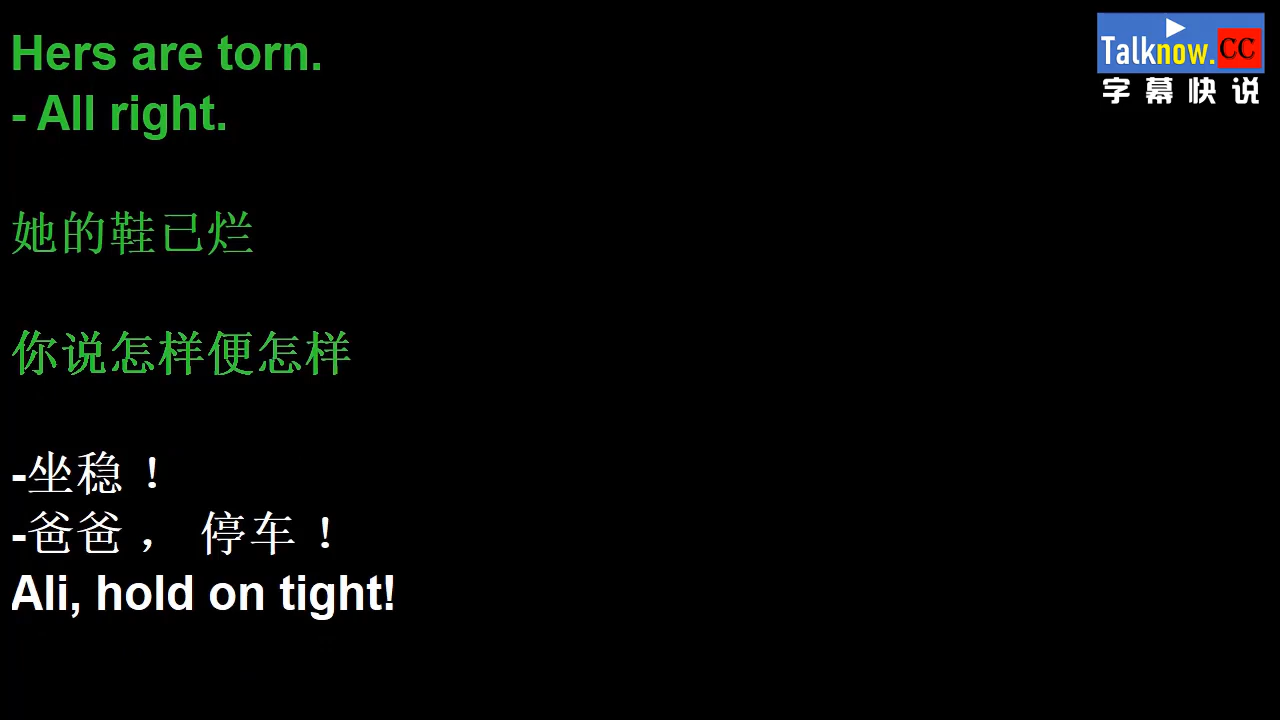 Hers are torn.
- All right.
她的鞋已烂
你说怎样便怎样
-坐稳！
-爸爸， 停车！
Ali, hold on tight!
Talknow.CC
字幕快说